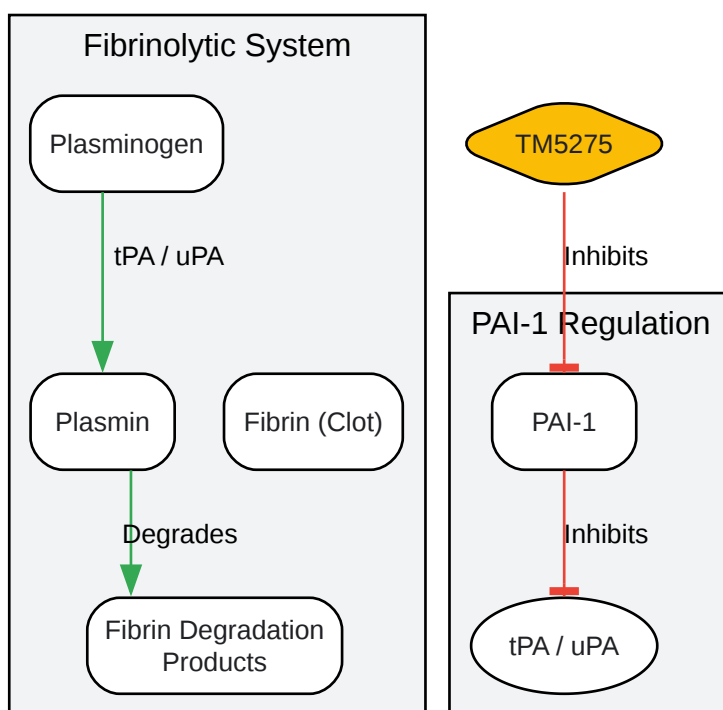 Fibrinolytic System
Plasminogen
tPA / uPA
Plasmin
Fibrin (Clot)
Degrades
Fibrin Degradation
Products
TM5275
Inhibits
PAI-1 Regulation
PAI-1
Inhibits
tPA / uPA